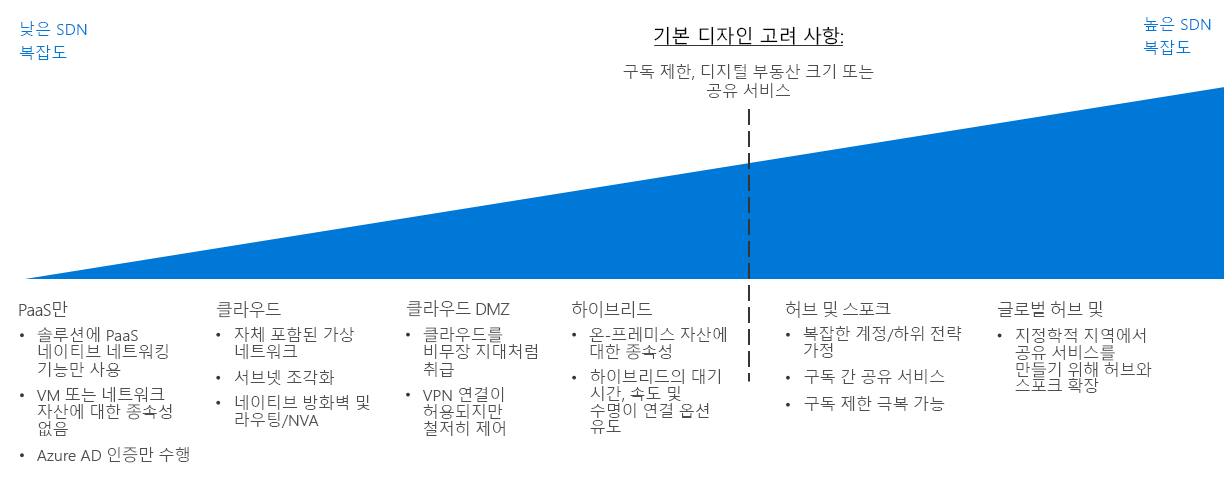 낮은 SDN
복잡도
기본 디자인 고려 사항:
구독 제한, 디지털 부동산 크기 또는
공유 서비스
높은 SDN
복잡도
PaaS만
• 솔루션에 PaaS
네이티브 네트워킹
기능만 사용
• VM 또는 네트워크
자산에 대한 종속성
없음
• Azure AD 인증만 수행
클라우드
• 자체 포함된 가상
네트워크
• 서브넷 조각화
• 네이티브 방화벽 및
라우팅/NVA
클라우드 DMZ
• 클라우드를
비무장 지대처럼
취급
• VPN 연결이
허용되지만
철저히 제어
하이브리드
• 온-프레미스 자산에
대한 종속성
• 하이브리드의 대기
시간, 속도 및
수명이 연결 옵션
유도
허브 및 스포크
• 복잡한 계정/하위 전략
가정
• 구독 간 공유 서비스
• 구독 제한 극복 가능
글로벌 허브 및
• 지정학적 지역에서
공유 서비스를
만들기 위해 허브와
스포크 확장